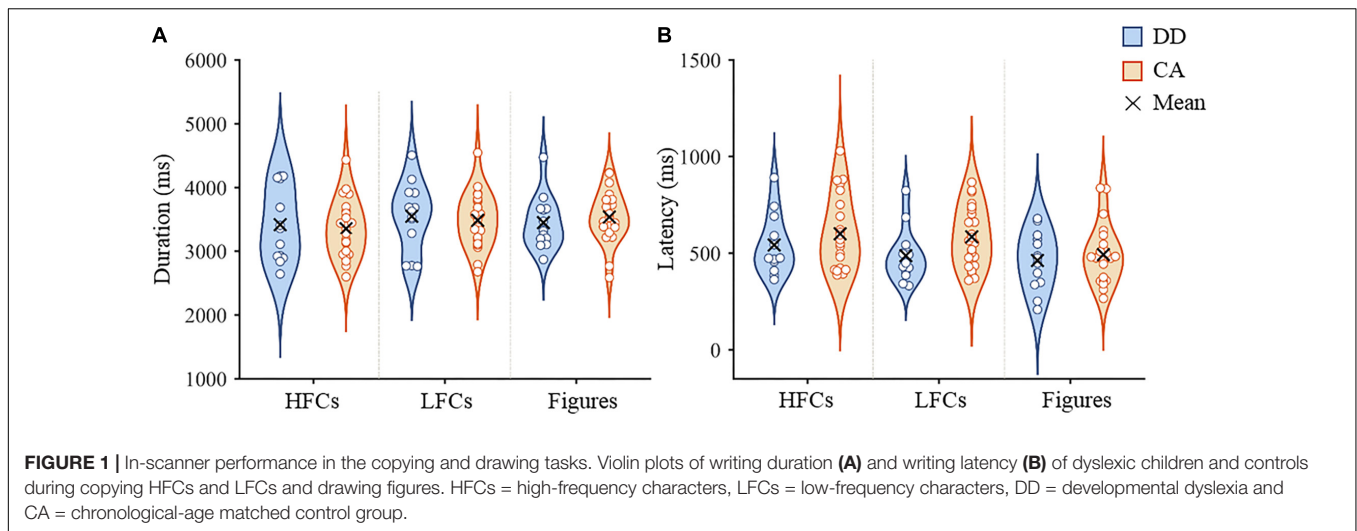 A
B
6000
5000
4000
3000
2000
1000
Duration (ms)
HFCs
LFCs
Figures
1500
1000
500
0
Latency (ms)
HFCs
LFCs
Figures
DD
CA
Mean
FIGURE 1 | In-scanner performance in the copying and drawing tasks. Violin plots of writing duration (A) and writing latency (B) of dyslexic children and controls
during copying HFCs and LFCs and drawing figures. HFCs = high-frequency characters, LFCs = low-frequency characters, DD = developmental dyslexia and
CA = chronological-age matched control group.